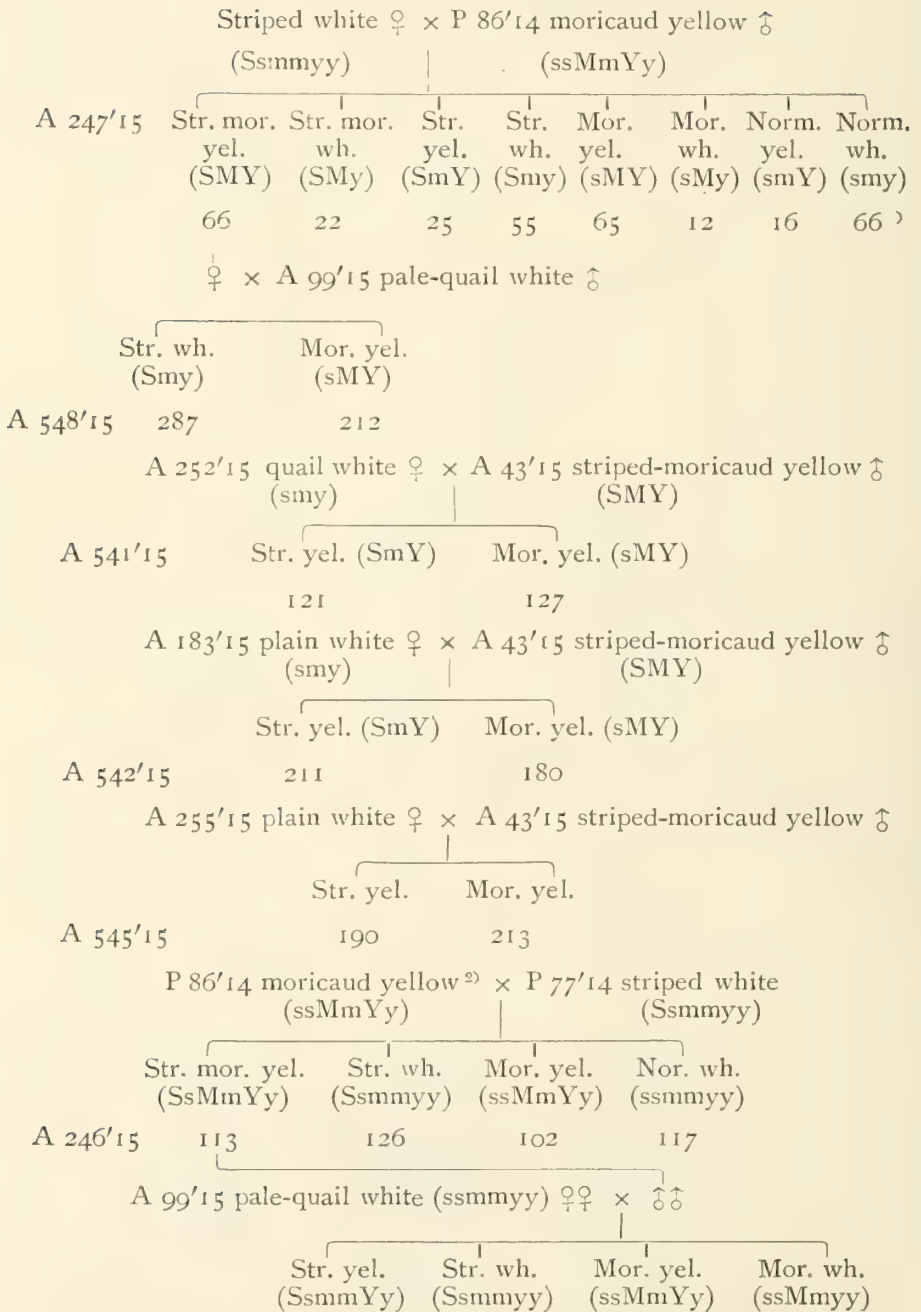 Striped white ♀ × P 86′14 moricaud yellow ♂
(Ssmmyy) (ssMmYy)
A 247′15 Str. mor. Str. mor. Str. Str. Mor. Mor. Norm. Norm.
yel. wh. yel. wh. yel. wh. yel. wh.
(SMY) (SMy) (SmY) (Smy) (sMY) (sMy) (smY) (smy)
66 22 25 55 65 12 16 66 )
♀ × A 99′15 pale-quail white ♂
Str. wh. Mor. yel.
(Smy) (sMY)
A 548′15 287 212
A 252′15 quail white ♀ × A 43′15 striped-moricaud yellow ♂
(smy) (SMY)
A 541′15 Str. yel. (SmY) Mor. yel. (sMY)
121 127
A 183′15 plain white ♀ × A 43′15 striped-moricaud yellow ♂
(smy) (SMY)
Str. yel. (SmY) Mor. yel. (sMY)
A 542′15 211 180
A 255′15 plain white ♀ × A 43′15 striped-moricaud yellow ♂
Str. yel. Mor. yel.
A 545′15 190 213
P 86′14 moricaud yellow ²⁾ × P 77′14 striped white
(ssMmYy) (Ssmmyy)
Str. mor. yel. Str. wh. Mor. yel. Nor. wh.
(SsMmYy) (Ssmmyy) (ssMmYy) (ssmmyy)
A 246′15 113 126 102 117
A 99′15 pale-quail white (ssmmyy) ♀♀ × ♂♂
Str. yel. Str. wh. Mor. yel. Mor. wh.
(SsmmYy) (Ssmmyy) (ssMmYy) (ssMmyy)